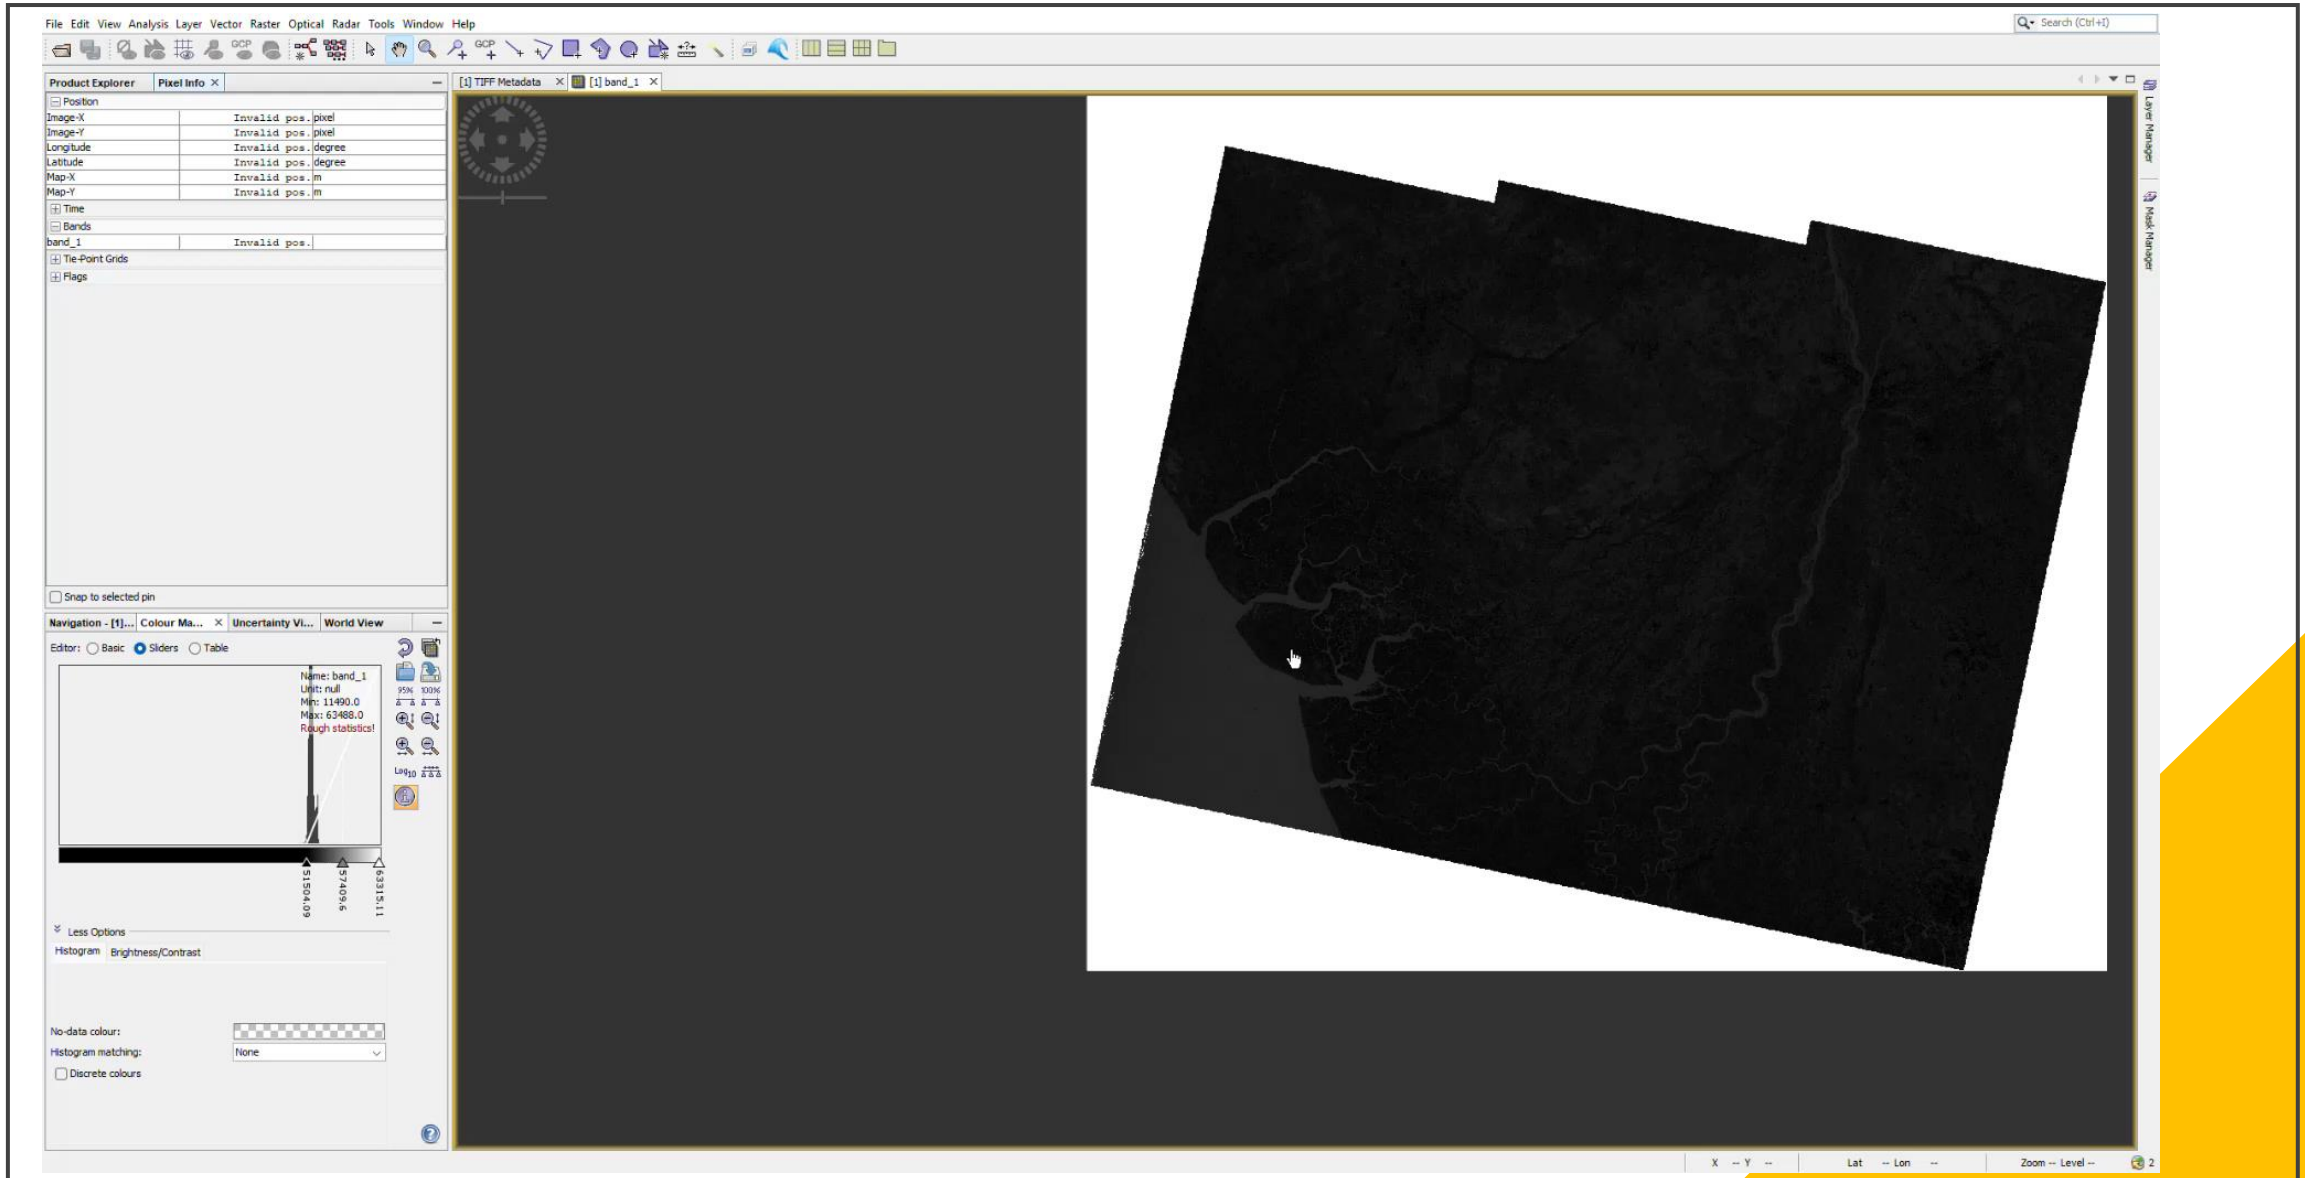 File Edit View Analysis Layer Vector Raster Optical Radar Tools Window Help
Search (Ctrl+I)
GCP GCP
Product Explorer Pixel Info
[1] TIFF Metadata [1] band_1
Position
Image-X Invalid pos. pixel
Image-Y Invalid pos. pixel
Longitude Invalid pos. degree
Latitude Invalid pos. degree
Map-X Invalid pos. m
Map-Y Invalid pos. m
Time
Bands
band_1 Invalid pos.
Tie-Point Grids
Flags
Snap to selected pin
Layer Manager
Mask Manager
Navigation - [1]... Colour Ma... Uncertainty Vi... World View
Editor: Basic Sliders Table
Name: band_1
Unit: null
Min: 11490.0
Max: 63488.0
Rough statistics!
95% 100%
Log10
51504.09
57409.6
63315.11
Less Options
Histogram Brightness/Contrast
No-data colour:
Histogram matching: None
Discrete colours
X -- Y -- Lat -- Lon -- Zoom -- Level -- 2